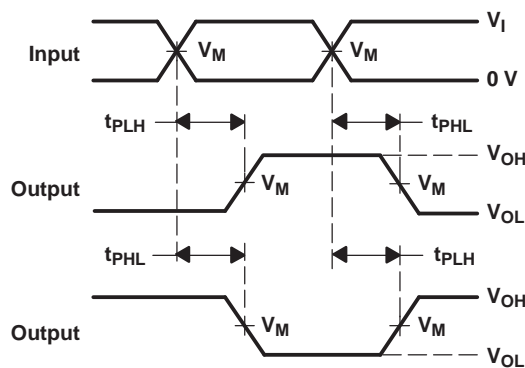 V_I
Input V_M V_M
0 V
t_PLH t_PHL
V_OH
Output V_M V_M
V_OL
t_PHL t_PLH
V_OH
Output V_M V_M
V_OL